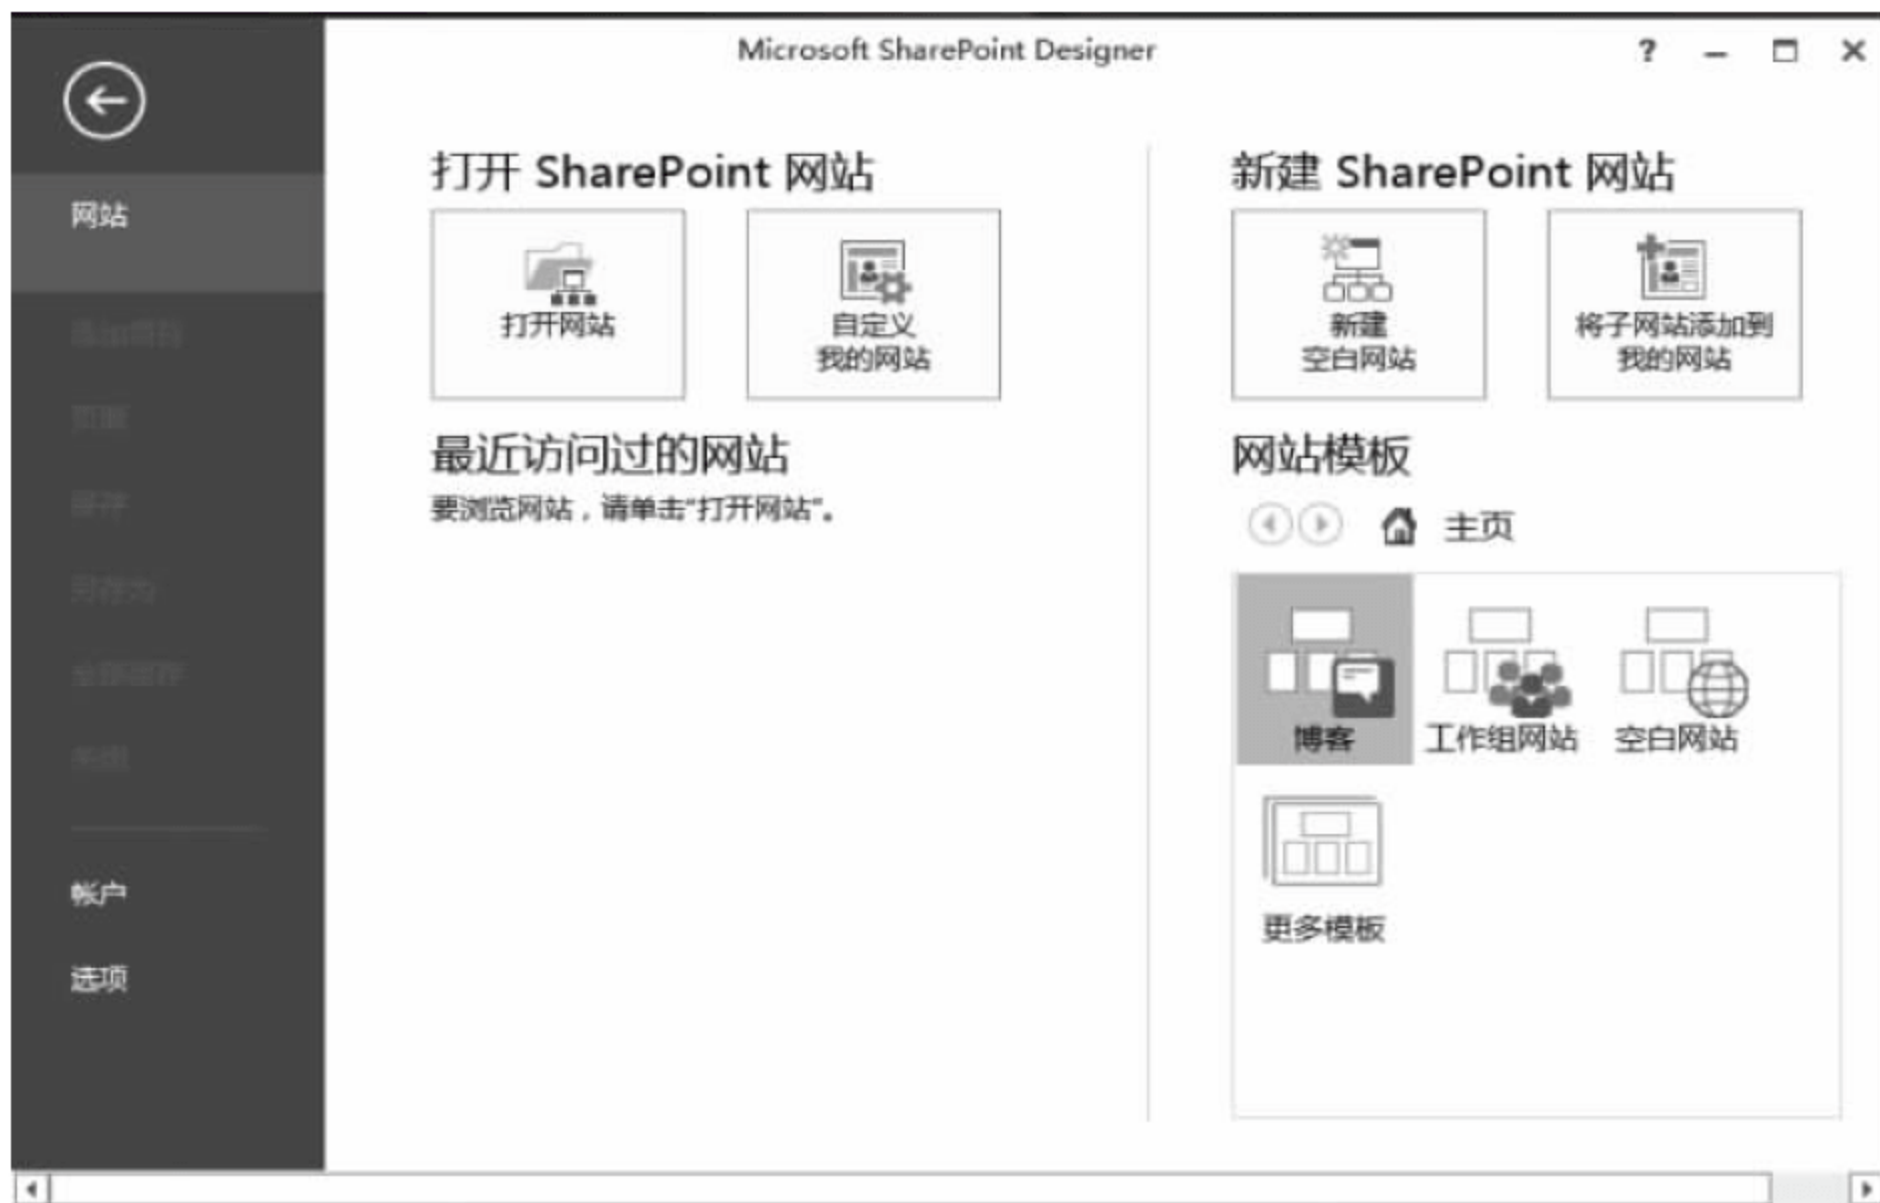 Microsoft SharePoint Designer
?
网站
帐户
选项
打开 SharePoint 网站
打开网站
自定义
我的网站
最近访问过的网站
要浏览网站，请单击“打开网站”。
新建 SharePoint 网站
新建
空白网站
将子网站添加到
我的网站
网站模板
主页
博客
工作组网站
空白网站
更多模板